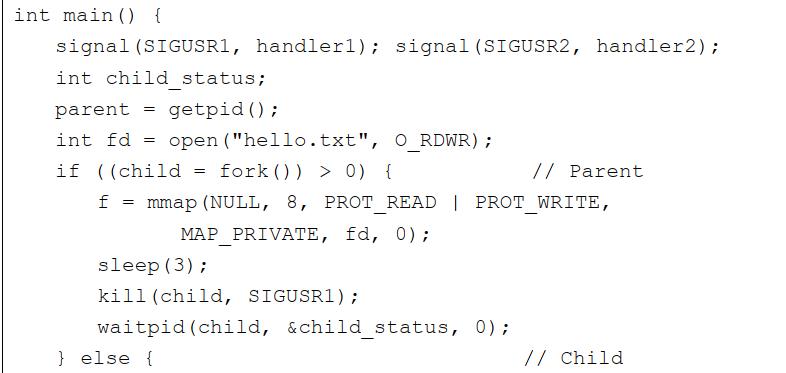 int main() {
signal(SIGUSR1, handler1); signal(SIGUSR2, handler2);
int child_status;
parent = getpid();
int fd = open("hello.txt", O_RDWR);
if ((child = fork()) > 0) { // Parent
f = mmap(NULL, 8, PROT_READ | PROT_WRITE,
MAP_PRIVATE, fd, 0);
sleep(3);
kill(child, SIGUSR1);
waitpid(child, &child_status, 0);
} else { // Child